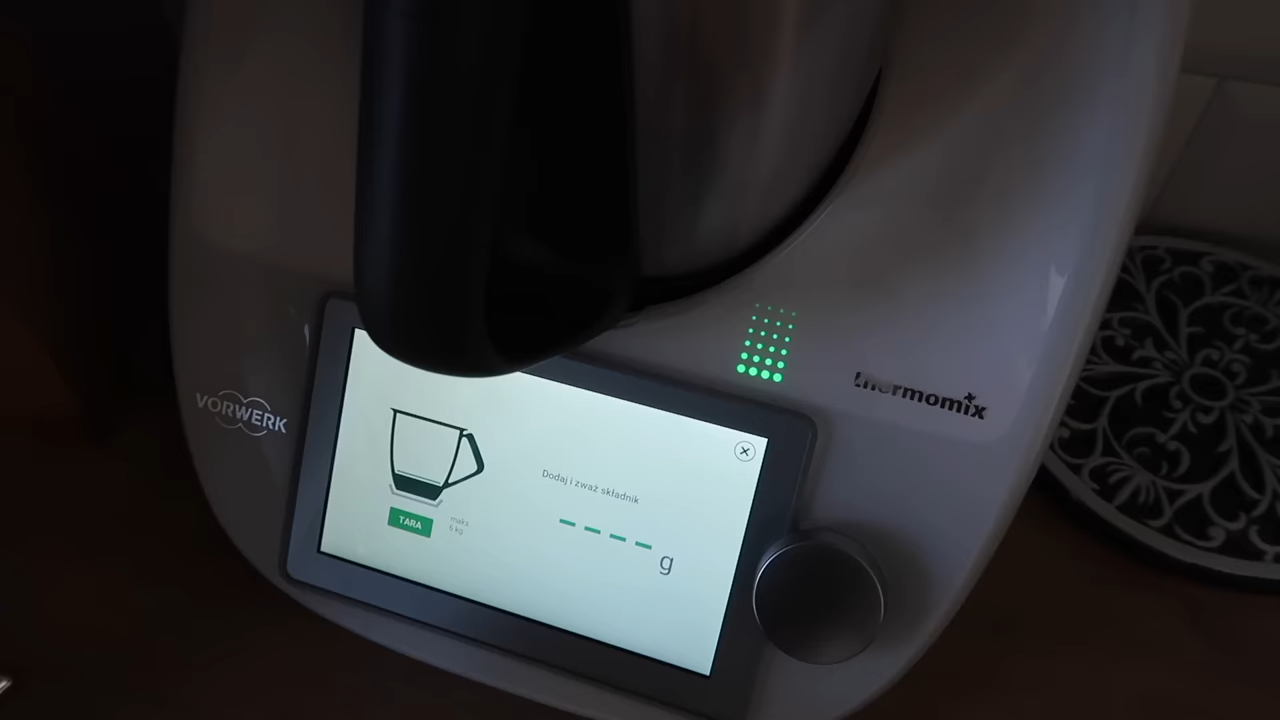 VORWERK
thermomix
Dodaj i zważ składnik
TARA
maks
6 kg
g